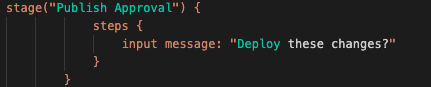 stage("Publish Approval") {
steps {
input message: "Deploy these changes?"
}
}